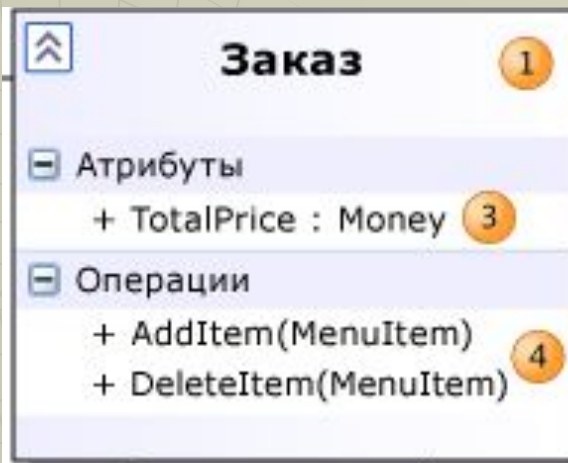 Заказ 1
Атрибуты
+ TotalPrice : Money 3
Операции
+ AddItem(MenuItem)
4
+ DeleteItem(MenuItem)